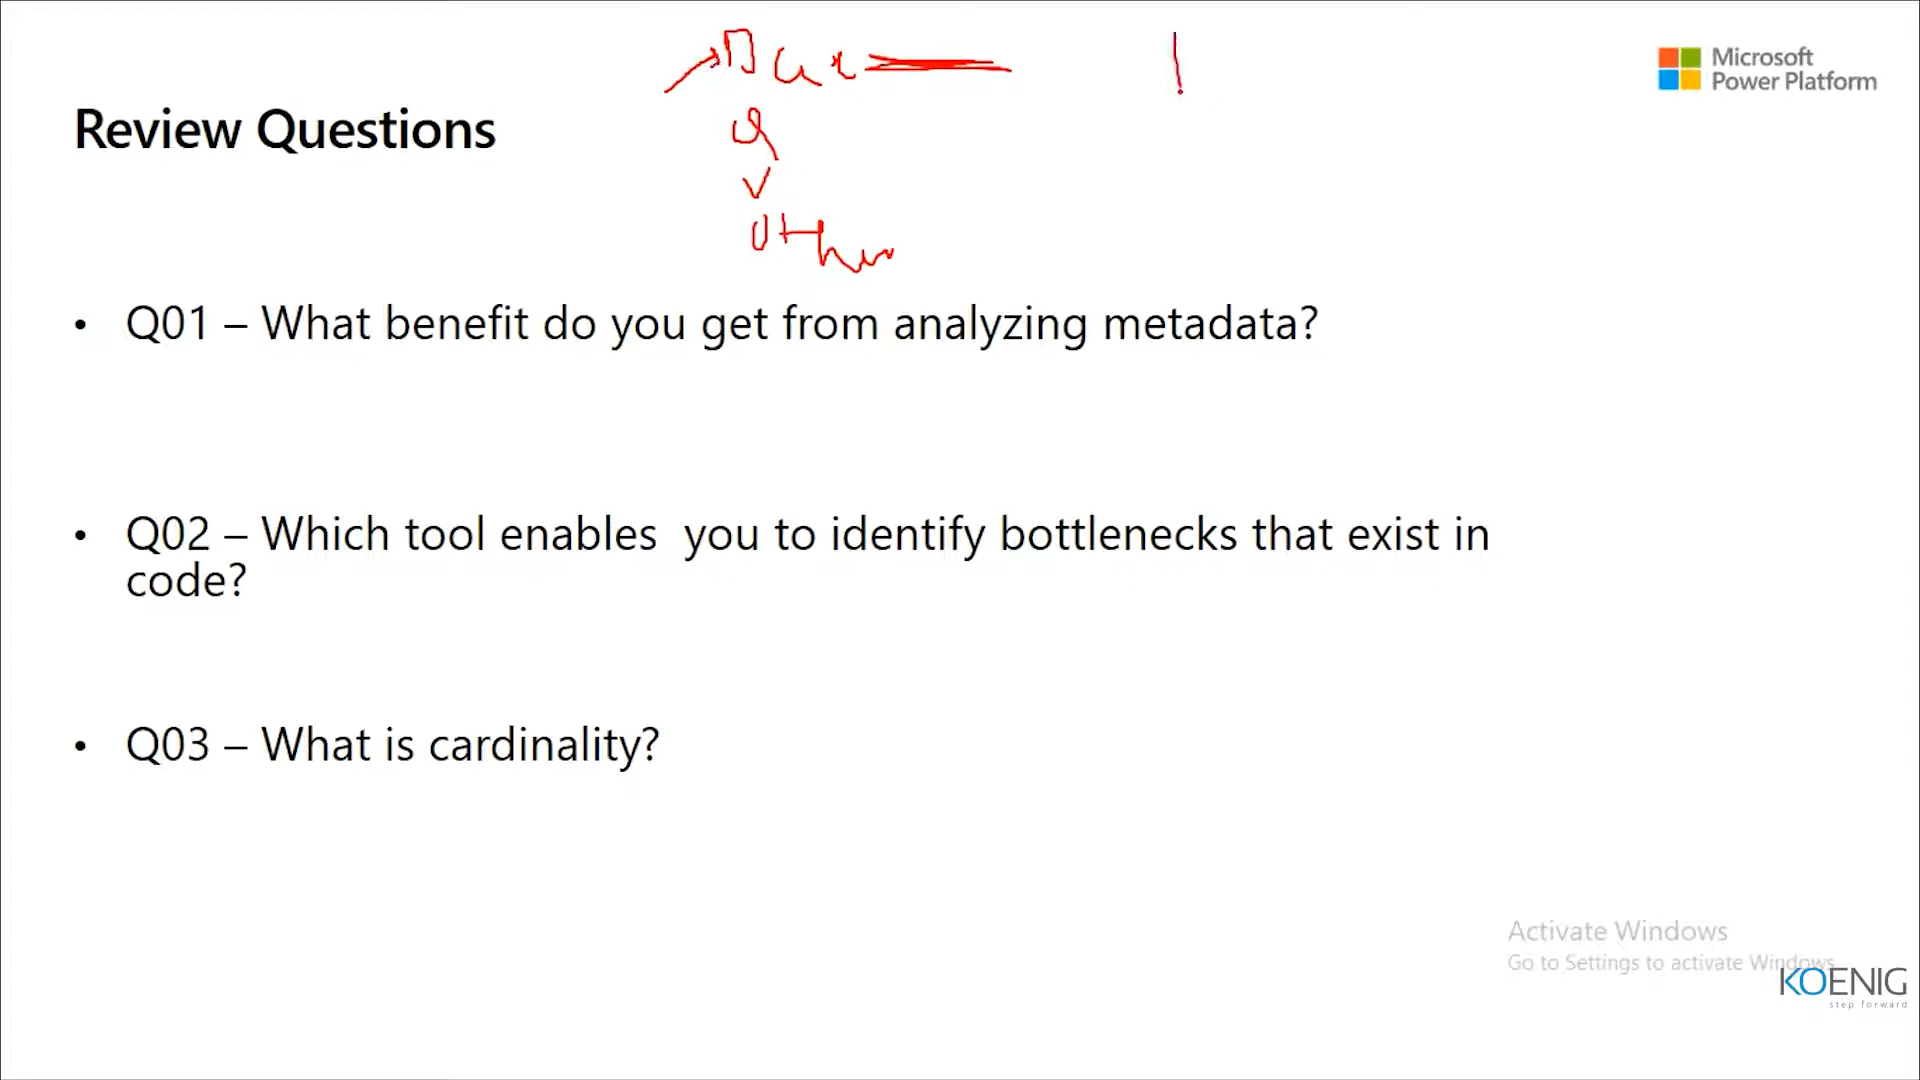 Dax
Q
V
Other
Microsoft
Power Platform
Review Questions
• Q01 – What benefit do you get from analyzing metadata?
• Q02 – Which tool enables you to identify bottlenecks that exist in
code?
• Q03 – What is cardinality?
Activate Windows
Go to Settings to activate Windows.
KOENIG
step forward